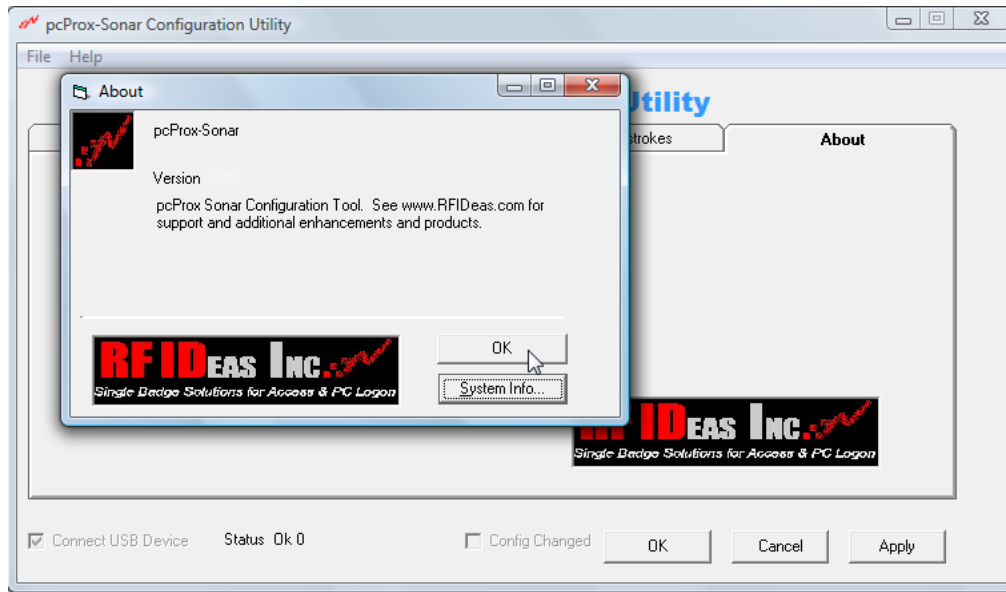 pcProx-Sonar Configuration Utility
File Help
About
Utility
pcProx-Sonar
strokes
About
Version
pcProx Sonar Configuration Tool. See www.RFIDeas.com for
support and additional enhancements and products.
OK
RF IDEAS INC.
Single Badge Solutions for Access & PC Logon
System Info...
RF IDEAS INC.
Single Badge Solutions for Access & PC Logon
Connect USB Device
Status Ok 0
Config Changed
OK
Cancel
Apply